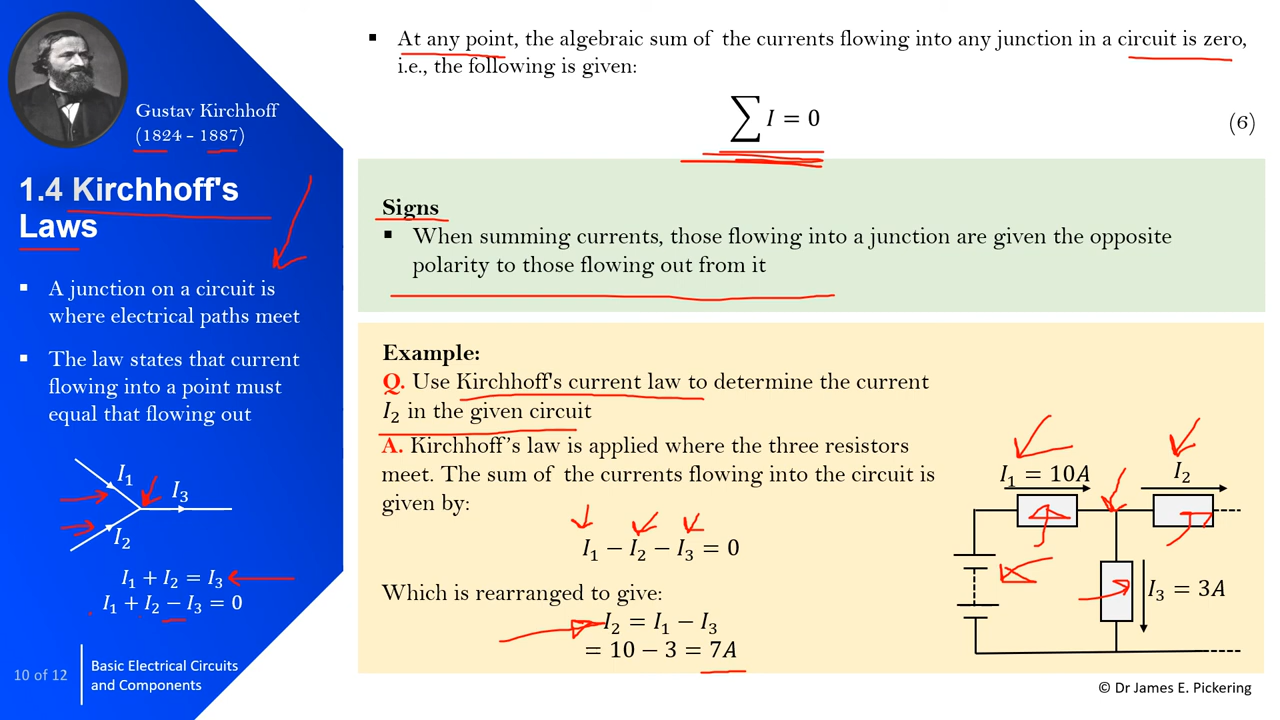 Gustav Kirchhoff
(1824 - 1887)
1.4 Kirchhoff's
Laws
▪ A junction on a circuit is
where electrical paths meet
▪ The law states that current
flowing into a point must
equal that flowing out
I₁
I₃
I₂
I₁ + I₂ = I₃
I₁ + I₂ − I₃ = 0
10 of 12
Basic Electrical Circuits
and Components
▪ At any point, the algebraic sum of the currents flowing into any junction in a circuit is zero,
i.e., the following is given:
∑ I = 0
(6)
Signs
▪ When summing currents, those flowing into a junction are given the opposite
polarity to those flowing out from it
Example:
Q. Use Kirchhoff's current law to determine the current
I₂ in the given circuit
A. Kirchhoff’s law is applied where the three resistors
meet. The sum of the currents flowing into the circuit is
given by:
I₁ − I₂ − I₃ = 0
Which is rearranged to give:
I₂ = I₁ − I₃
= 10 − 3 = 7A
I₁ = 10A
I₂
I₃ = 3A
© Dr James E. Pickering